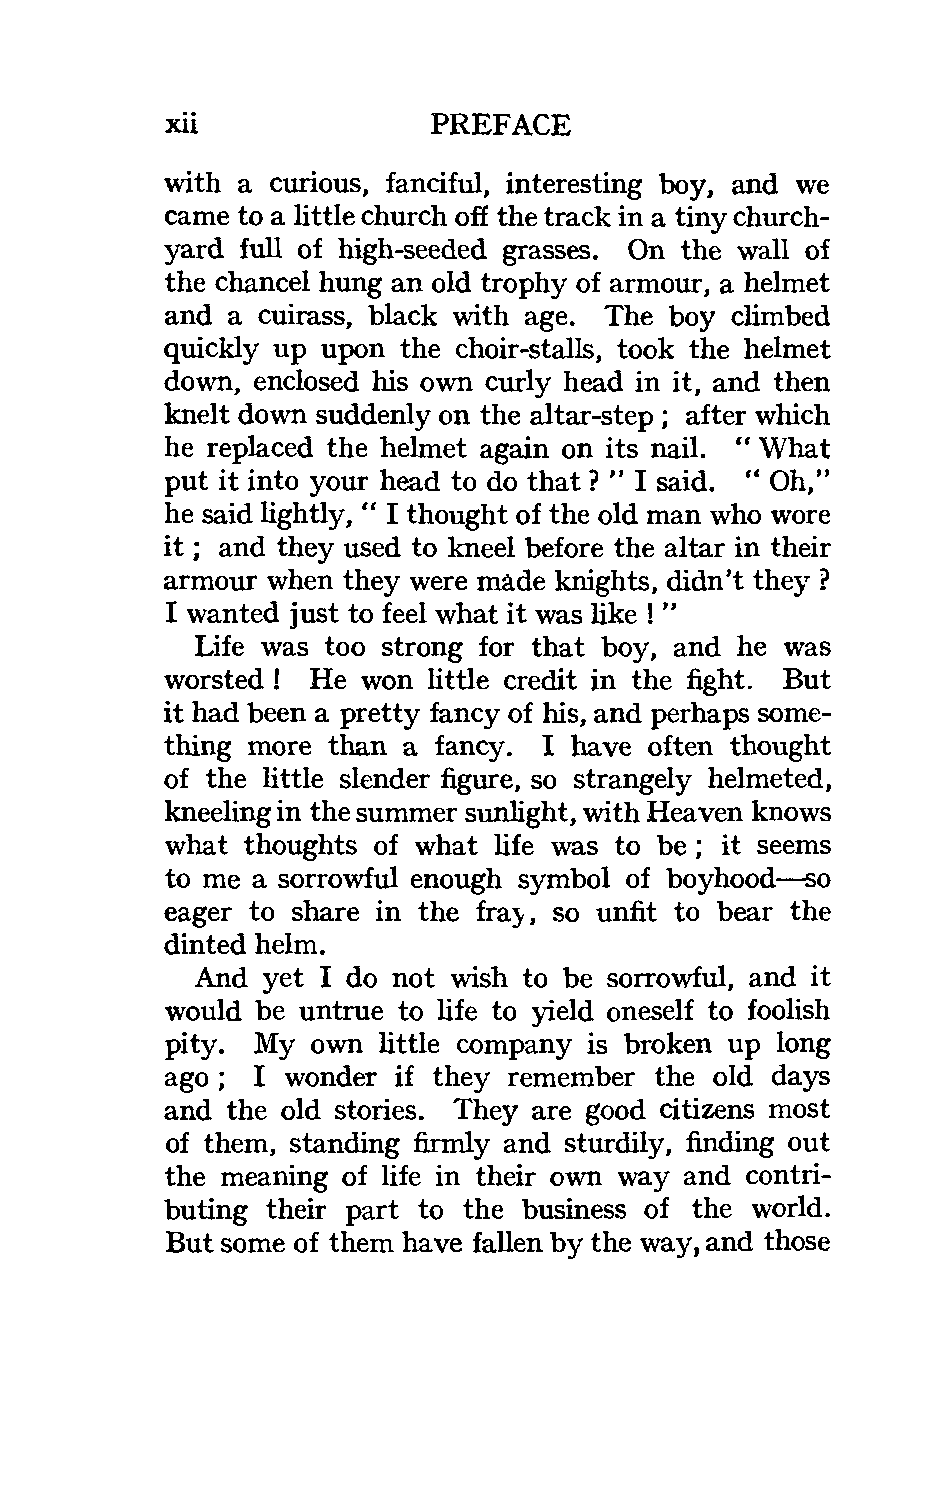 xii PREFACE
with a curious, fanciful, interesting boy, and we
came to a little church off the track in a tiny church-
yard full of high-seeded grasses. On the wall of
the chancel hung an old trophy of armour, a helmet
and a cuirass, black with age. The boy climbed
quickly up upon the choir-stalls, took the helmet
down, enclosed his own curly head in it, and then
knelt down suddenly on the altar-step ; after which
he replaced the helmet again on its nail. “ What
put it into your head to do that ? ” I said. “ Oh,”
he said lightly, “ I thought of the old man who wore
it ; and they used to kneel before the altar in their
armour when they were made knights, didn't they ?
I wanted just to feel what it was like ! ”
Life was too strong for that boy, and he was
worsted ! He won little credit in the fight. But
it had been a pretty fancy of his, and perhaps some-
thing more than a fancy. I have often thought
of the little slender figure, so strangely helmeted,
kneeling in the summer sunlight, with Heaven knows
what thoughts of what life was to be ; it seems
to me a sorrowful enough symbol of boyhood—so
eager to share in the fray, so unfit to bear the
dinted helm.
And yet I do not wish to be sorrowful, and it
would be untrue to life to yield oneself to foolish
pity. My own little company is broken up long
ago ; I wonder if they remember the old days
and the old stories. They are good citizens most
of them, standing firmly and sturdily, finding out
the meaning of life in their own way and contri-
buting their part to the business of the world.
But some of them have fallen by the way, and those